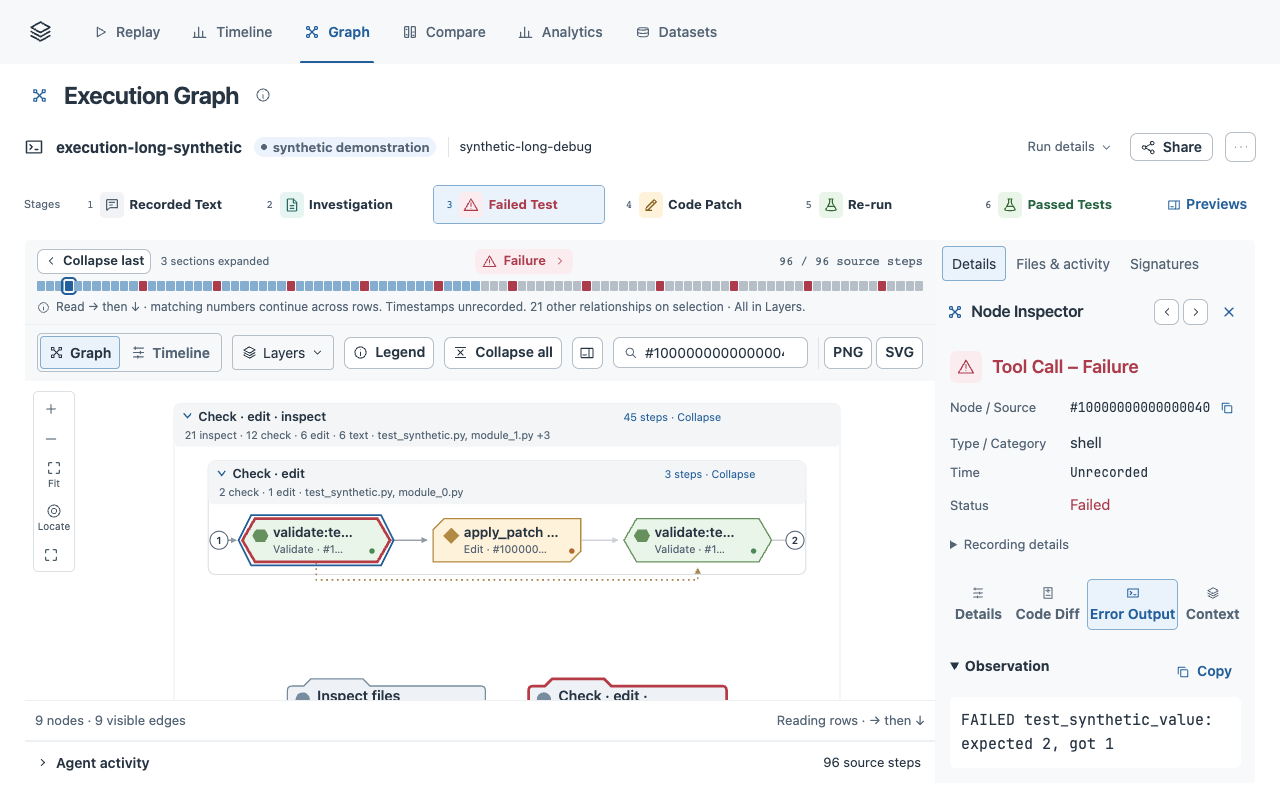 Replay Timeline Graph Compare Analytics Datasets
Execution Graph
execution-long-synthetic synthetic demonstration synthetic-long-debug Run details Share ...
Stages 1 Recorded Text 2 Investigation 3 Failed Test 4 Code Patch 5 Re-run 6 Passed Tests Previews
Collapse last 3 sections expanded Failure 96 / 96 source steps
Read → then ↓ · matching numbers continue across rows. Timestamps unrecorded. 21 other relationships on selection · All in Layers.
Graph Timeline Layers Legend Collapse all #100000000000000 PNG SVG
Fit
Locate
Check · edit · inspect 45 steps · Collapse
21 inspect · 12 check · 6 edit · 6 text · test_synthetic.py, module_1.py +3
Check · edit 3 steps · Collapse
2 check · 1 edit · test_synthetic.py, module_0.py
1 validate:te... apply_patch ... validate:te... 2
Validate · #1... Edit · #100000... Validate · #1...
Inspect files Check · edit ·
9 nodes · 9 visible edges Reading rows · → then ↓
Agent activity 96 source steps
Details Files & activity Signatures
Node Inspector
Tool Call – Failure
Node / Source #10000000000000040
Type / Category shell
Time Unrecorded
Status Failed
Recording details
Details Code Diff Error Output Context
Observation Copy
FAILED test_synthetic_value:
expected 2, got 1